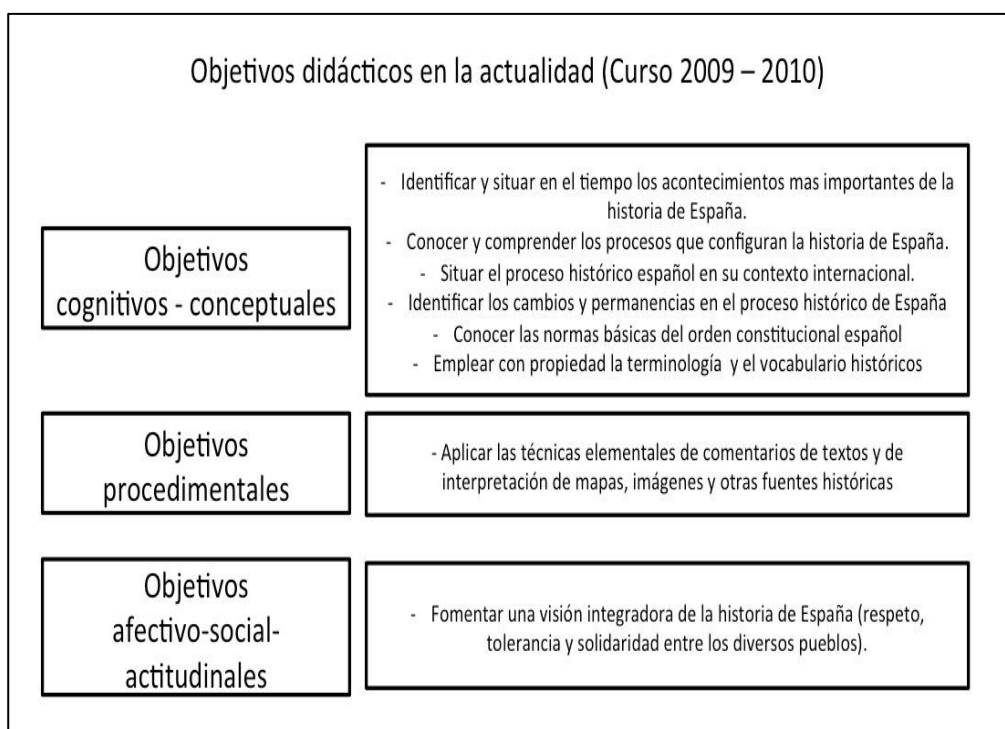 Objetivos didácticos en la actualidad (Curso 2009 – 2010)
Objetivos
cognitivos - conceptuales
- Identificar y situar en el tiempo los acontecimientos mas importantes de la
historia de España.
- Conocer y comprender los procesos que configuran la historia de España.
- Situar el proceso histórico español en su contexto internacional.
- Identificar los cambios y permanencias en el proceso histórico de España
- Conocer las normas básicas del orden constitucional español
- Emplear con propiedad la terminología y el vocabulario históricos
Objetivos
procedimentales
- Aplicar las técnicas elementales de comentarios de textos y de
interpretación de mapas, imágenes y otras fuentes históricas
Objetivos
afectivo-social-
actitudinales
- Fomentar una visión integradora de la historia de España (respeto,
tolerancia y solidaridad entre los diversos pueblos).